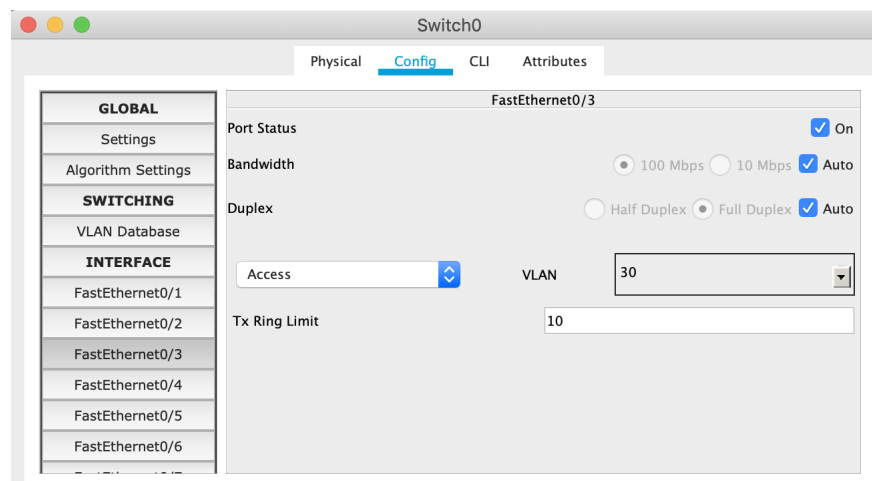 Switch0
Physical Config CLI Attributes
GLOBAL
Settings
Algorithm Settings
SWITCHING
VLAN Database
INTERFACE
FastEthernet0/1
FastEthernet0/2
FastEthernet0/3
FastEthernet0/4
FastEthernet0/5
FastEthernet0/6
FastEthernet0/3
Port Status On
Bandwidth 100 Mbps 10 Mbps Auto
Duplex Half Duplex Full Duplex Auto
Access VLAN 30
Tx Ring Limit 10